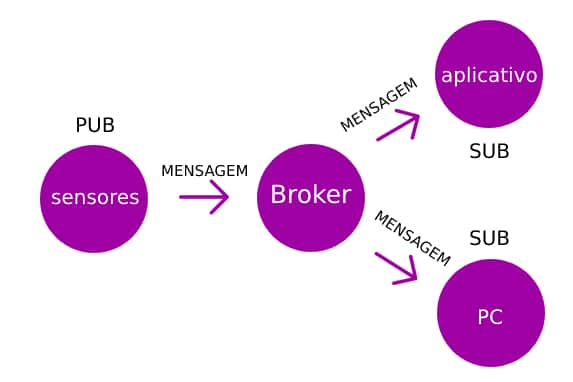 PUB
sensores
MENSAGEM
Broker
MENSAGEM
aplicativo
SUB
MENSAGEM
SUB
PC